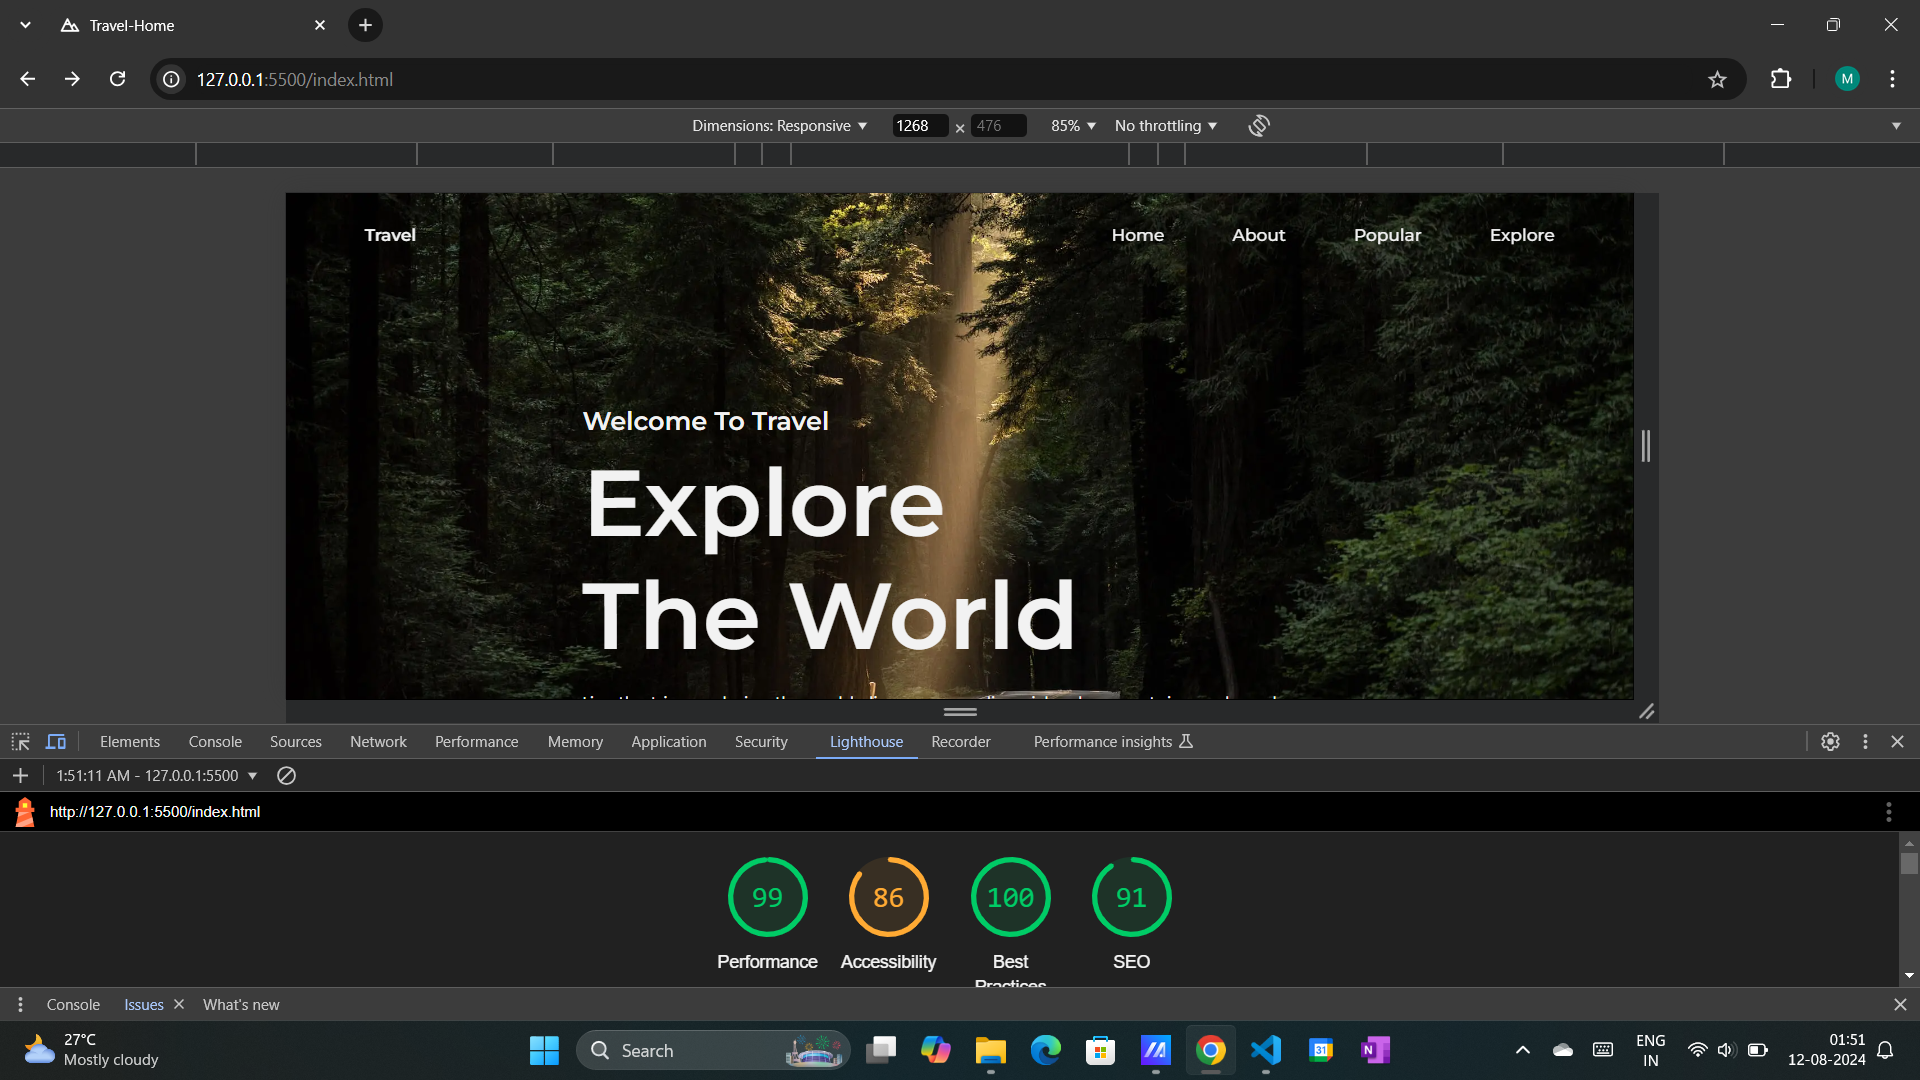 Travel-Home
127.0.0.1:5500/index.html
M
Dimensions: Responsive 1268 × 476 85% No throttling
Travel Home About Popular Explore
Welcome To Travel
Explore
The World
Elements Console Sources Network Performance Memory Application Security Lighthouse Recorder Performance insights
1:51:11 AM - 127.0.0.1:5500
http://127.0.0.1:5500/index.html
99 86 100 91
Performance Accessibility Best Practices SEO
Console Issues What's new
27°C
Mostly cloudy
Search
31
N
ENG
IN
01:51
12-08-2024